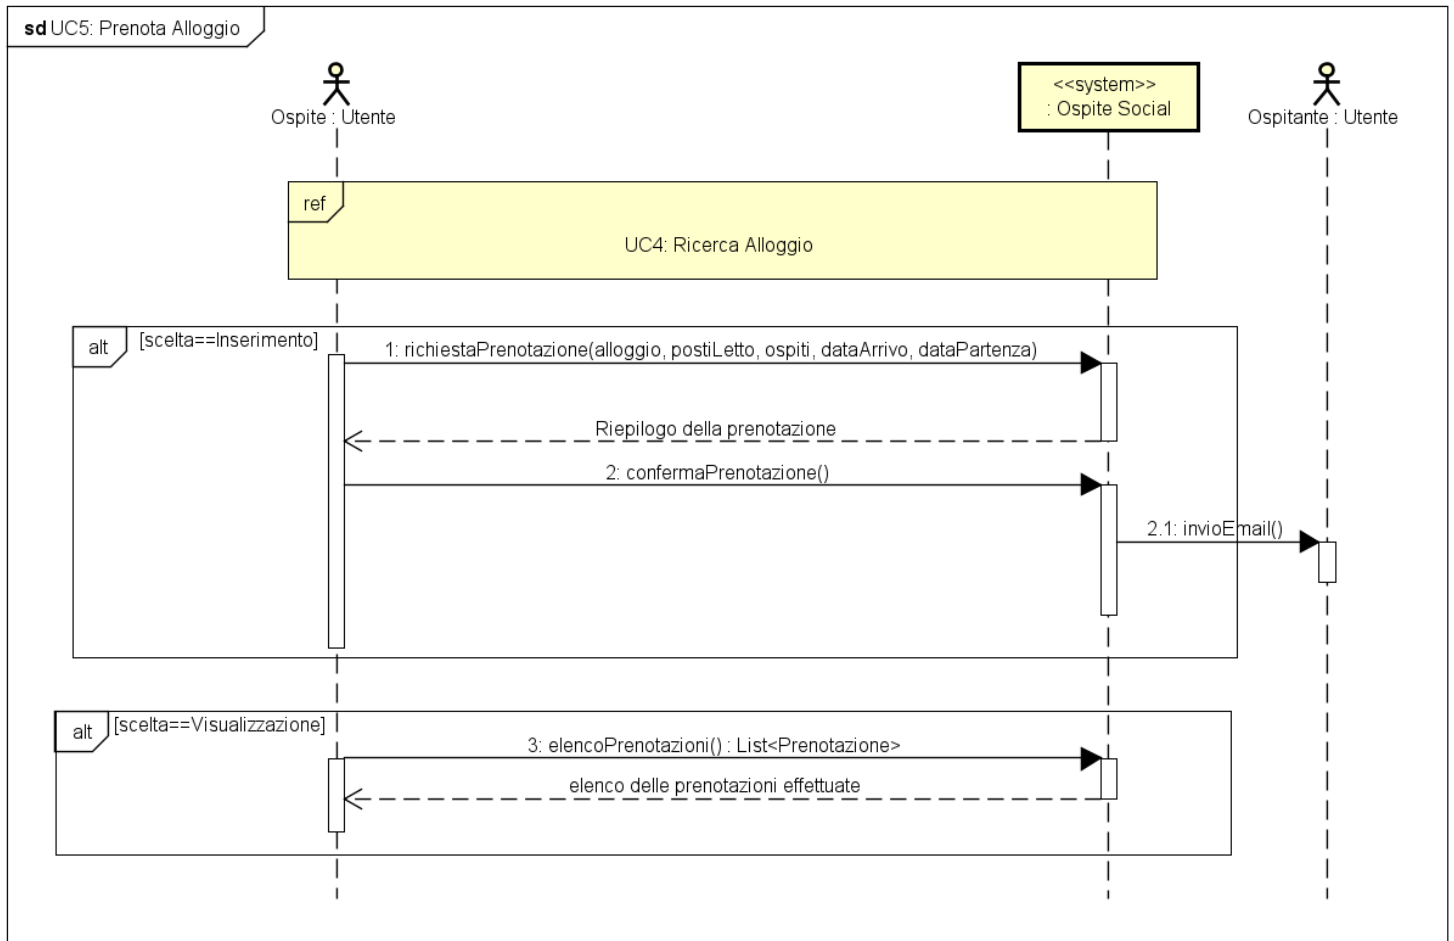 sd UC5: Prenota Alloggio
Ospite : Utente
<<system>>
: Ospite Social
Ospitante : Utente
ref
UC4: Ricerca Alloggio
alt
[scelta==Inserimento]
1: richiestaPrenotazione(alloggio, postiLetto, ospiti, dataArrivo, dataPartenza)
Riepilogo della prenotazione
2: confermaPrenotazione()
2.1: invioEmail()
alt
[scelta==Visualizzazione]
3: elencoPrenotazioni() : List<Prenotazione>
elenco delle prenotazioni effettuate